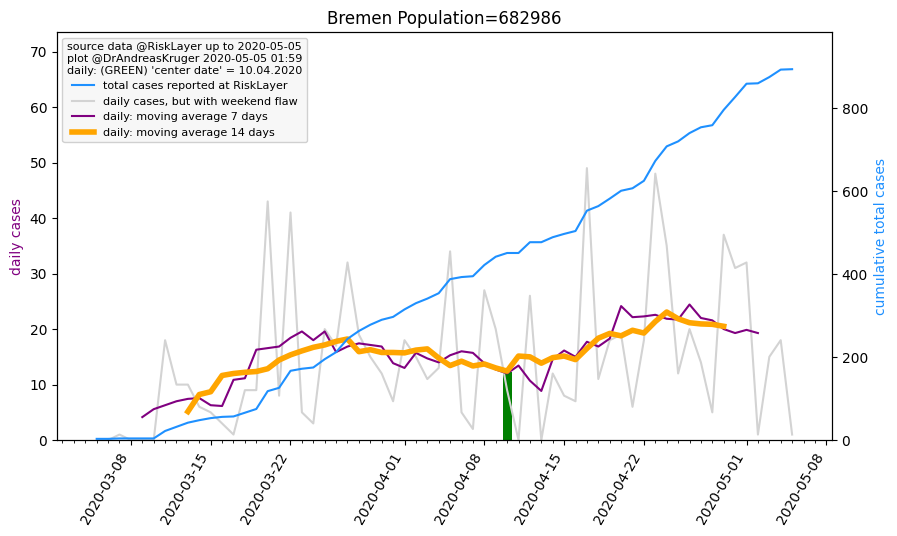 Bremen Population=682986
source data @RiskLayer up to 2020-05-05
plot @DrAndreasKruger 2020-05-05 01:59
daily: (GREEN) 'center date' = 10.04.2020
total cases reported at RiskLayer
daily cases, but with weekend flaw
daily: moving average 7 days
daily: moving average 14 days
daily cases
70
60
50
40
30
20
10
0
cumulative total cases
800
600
400
200
0
2020-03-08
2020-03-15
2020-03-22
2020-04-01
2020-04-08
2020-04-15
2020-04-22
2020-05-01
2020-05-08